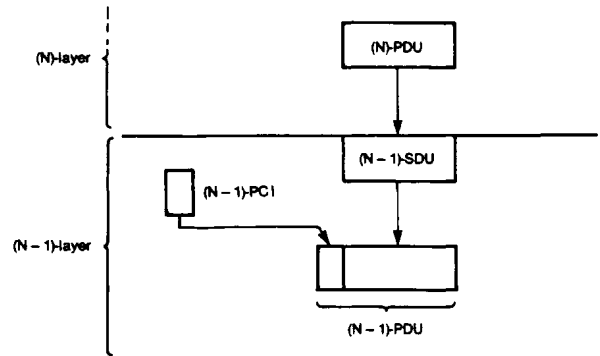 (N)-layer
(N)-PDU
(N – 1)-SDU
(N – 1)-PCI
(N – 1)-layer
(N – 1)-PDU